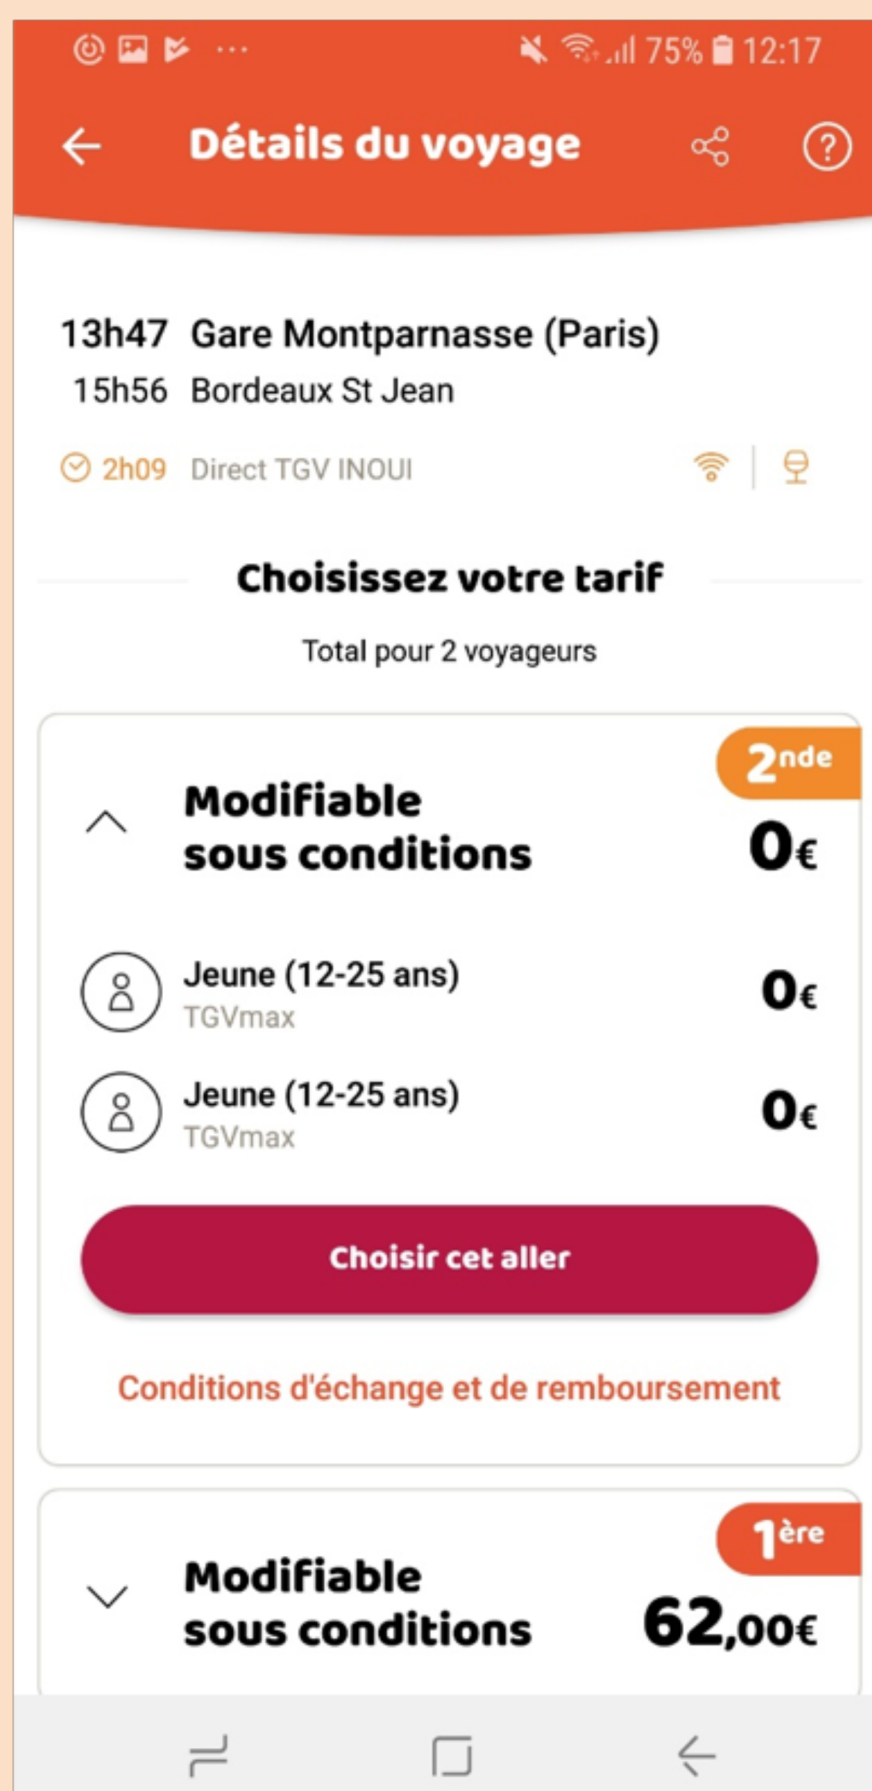 75% 12:17
Détails du voyage
13h47 Gare Montparnasse (Paris)
15h56 Bordeaux St Jean
2h09 Direct TGV INOUI
Choisissez votre tarif
Total pour 2 voyageurs
2nde
Modifiable
sous conditions
0€
Jeune (12-25 ans)
TGVmax
0€
Jeune (12-25 ans)
TGVmax
0€
Choisir cet aller
Conditions d'échange et de remboursement
1ère
Modifiable
sous conditions
62,00€